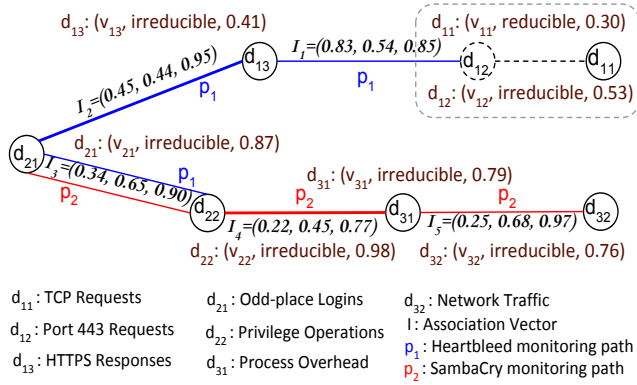 d13: (v13, irreducible, 0.41)
d11: (v11, reducible, 0.30)
I1=(0.83, 0.54, 0.85)
d13
d12
d11
p1
I2=(0.45, 0.44, 0.95)
p1
d12: (v12, irreducible, 0.53)
d21: (v21, irreducible, 0.87)
d21
I3=(0.34, 0.65, 0.90)
p1
p2
d31: (v31, irreducible, 0.79)
p2
p2
d22
d31
d32
I4=(0.22, 0.45, 0.77)
I5=(0.25, 0.68, 0.97)
d22: (v22, irreducible, 0.98)
d32: (v32, irreducible, 0.76)
d11: TCP Requests
d12: Port 443 Requests
d13: HTTPS Responses
d21: Odd-place Logins
d22: Privilege Operations
d31: Process Overhead
d32: Network Traffic
I: Association Vector
p1: Heartbleed monitoring path
p2: SambaCry monitoring path